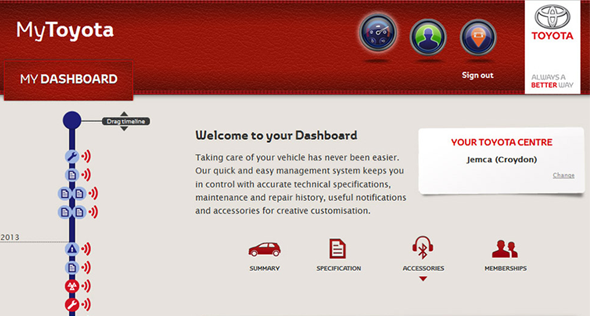 MyToyota
TOYOTA
Sign out
ALWAYS A
BETTER WAY
MY DASHBOARD
Drag timeline
Welcome to your Dashboard
Taking care of your vehicle has never been easier.
Our quick and easy management system keeps you
in control with accurate technical specifications,
maintenance and repair history, useful notifications
and accessories for creative customisation.
YOUR TOYOTA CENTRE
Jemca (Croydon)
Change
2013
SUMMARY
SPECIFICATION
ACCESSORIES
MEMBERSHIPS